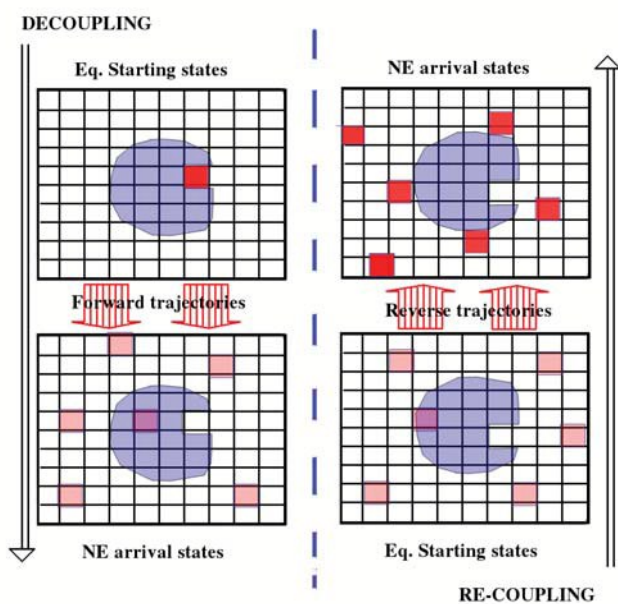 DECOUPLING
Eq. Starting states
NE arrival states
Forward trajectories
Reverse trajectories
NE arrival states
Eq. Starting states
RE-COUPLING